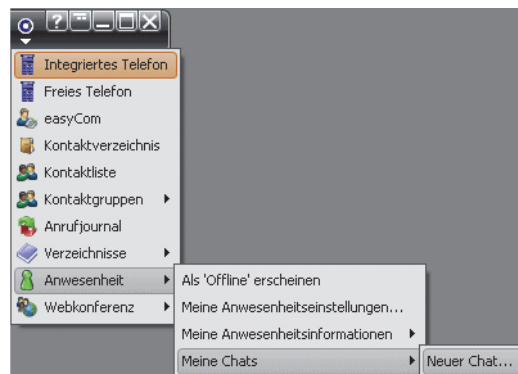 Integriertes Telefon
Freies Telefon
easyCom
Kontaktverzeichnis
Kontaktliste
Kontaktgruppen
Anrufjournal
Verzeichnisse
Anwesenheit
Webkonferenz
Als 'Offline' erscheinen
Meine Anwesenheitseinstellungen...
Meine Anwesenheitsinformationen
Meine Chats
Neuer Chat...